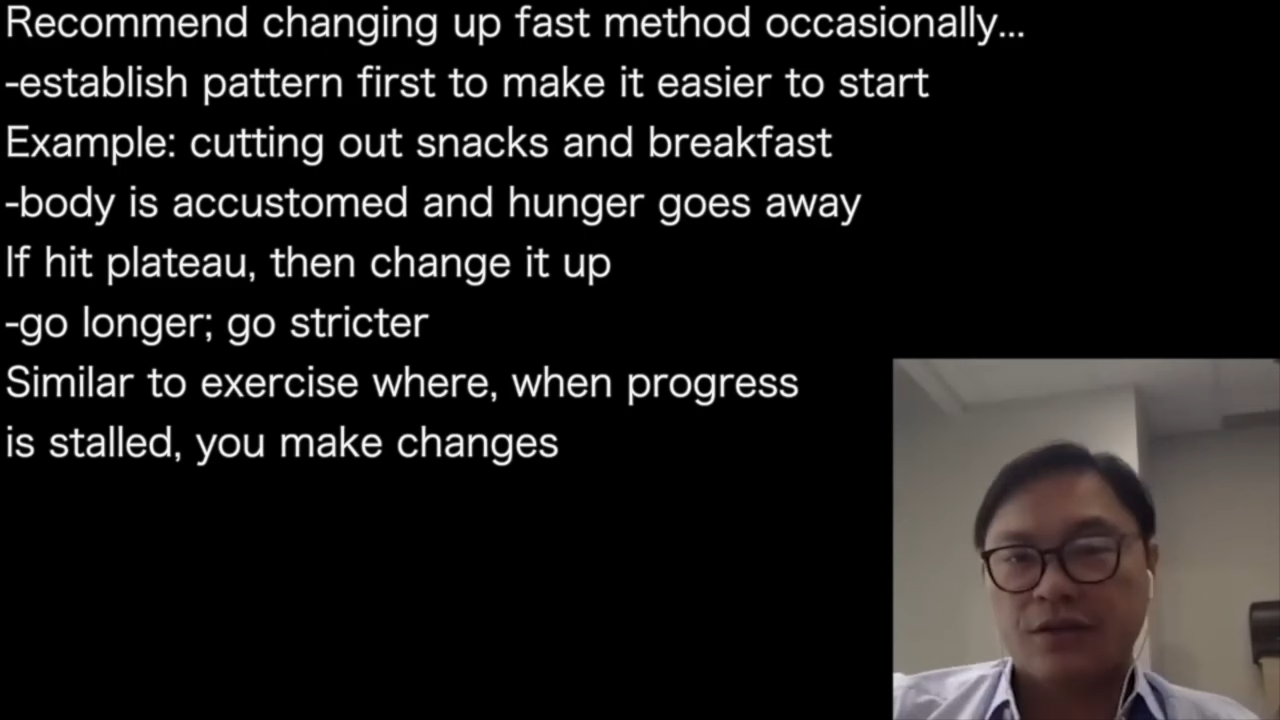 Recommend changing up fast method occasionally...
-establish pattern first to make it easier to start
Example: cutting out snacks and breakfast
-body is accustomed and hunger goes away
If hit plateau, then change it up
-go longer; go stricter
Similar to exercise where, when progress
is stalled, you make changes